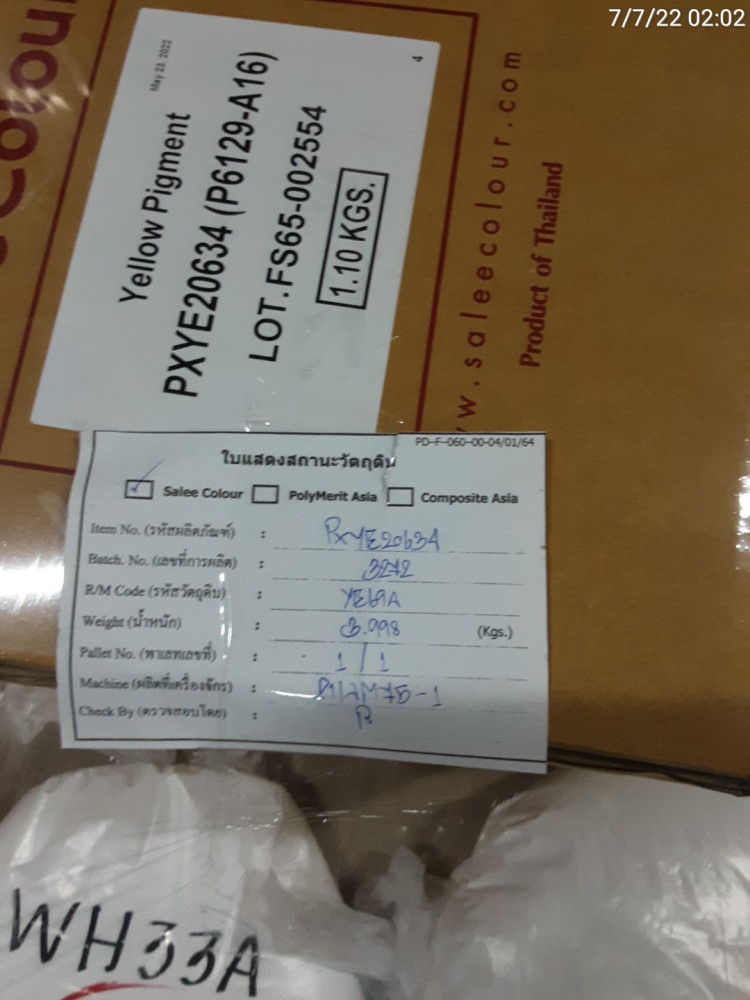 7/7/22 02:02
Colour
May 23, 2022
4
Yellow Pigment
PXYE20634 (P6129-A16)
LOT.FS65-002554
1.10 KGS.
w.saleecolour.com
Product of Thailand
PD-F-060-00-04/01/64
ใบแสดงสถานะวัตถุดิบ
✓ Salee Colour PolyMerit Asia Composite Asia
Item No. (รหัสผลิตภัณฑ์) : PXYE20634
Batch. No. (เลขที่การผลิต) : 3272
R/M Code (รหัสวัตถุดิบ) : YE69A
Weight (น้ำหนัก) : 3.998 (Kgs.)
Pallet No. (พาเลทเลขที่) : 1 / 1
Machine (ผลิตที่เครื่องจักร) :
Check By (ตรวจสอบโดย) :
WH33A